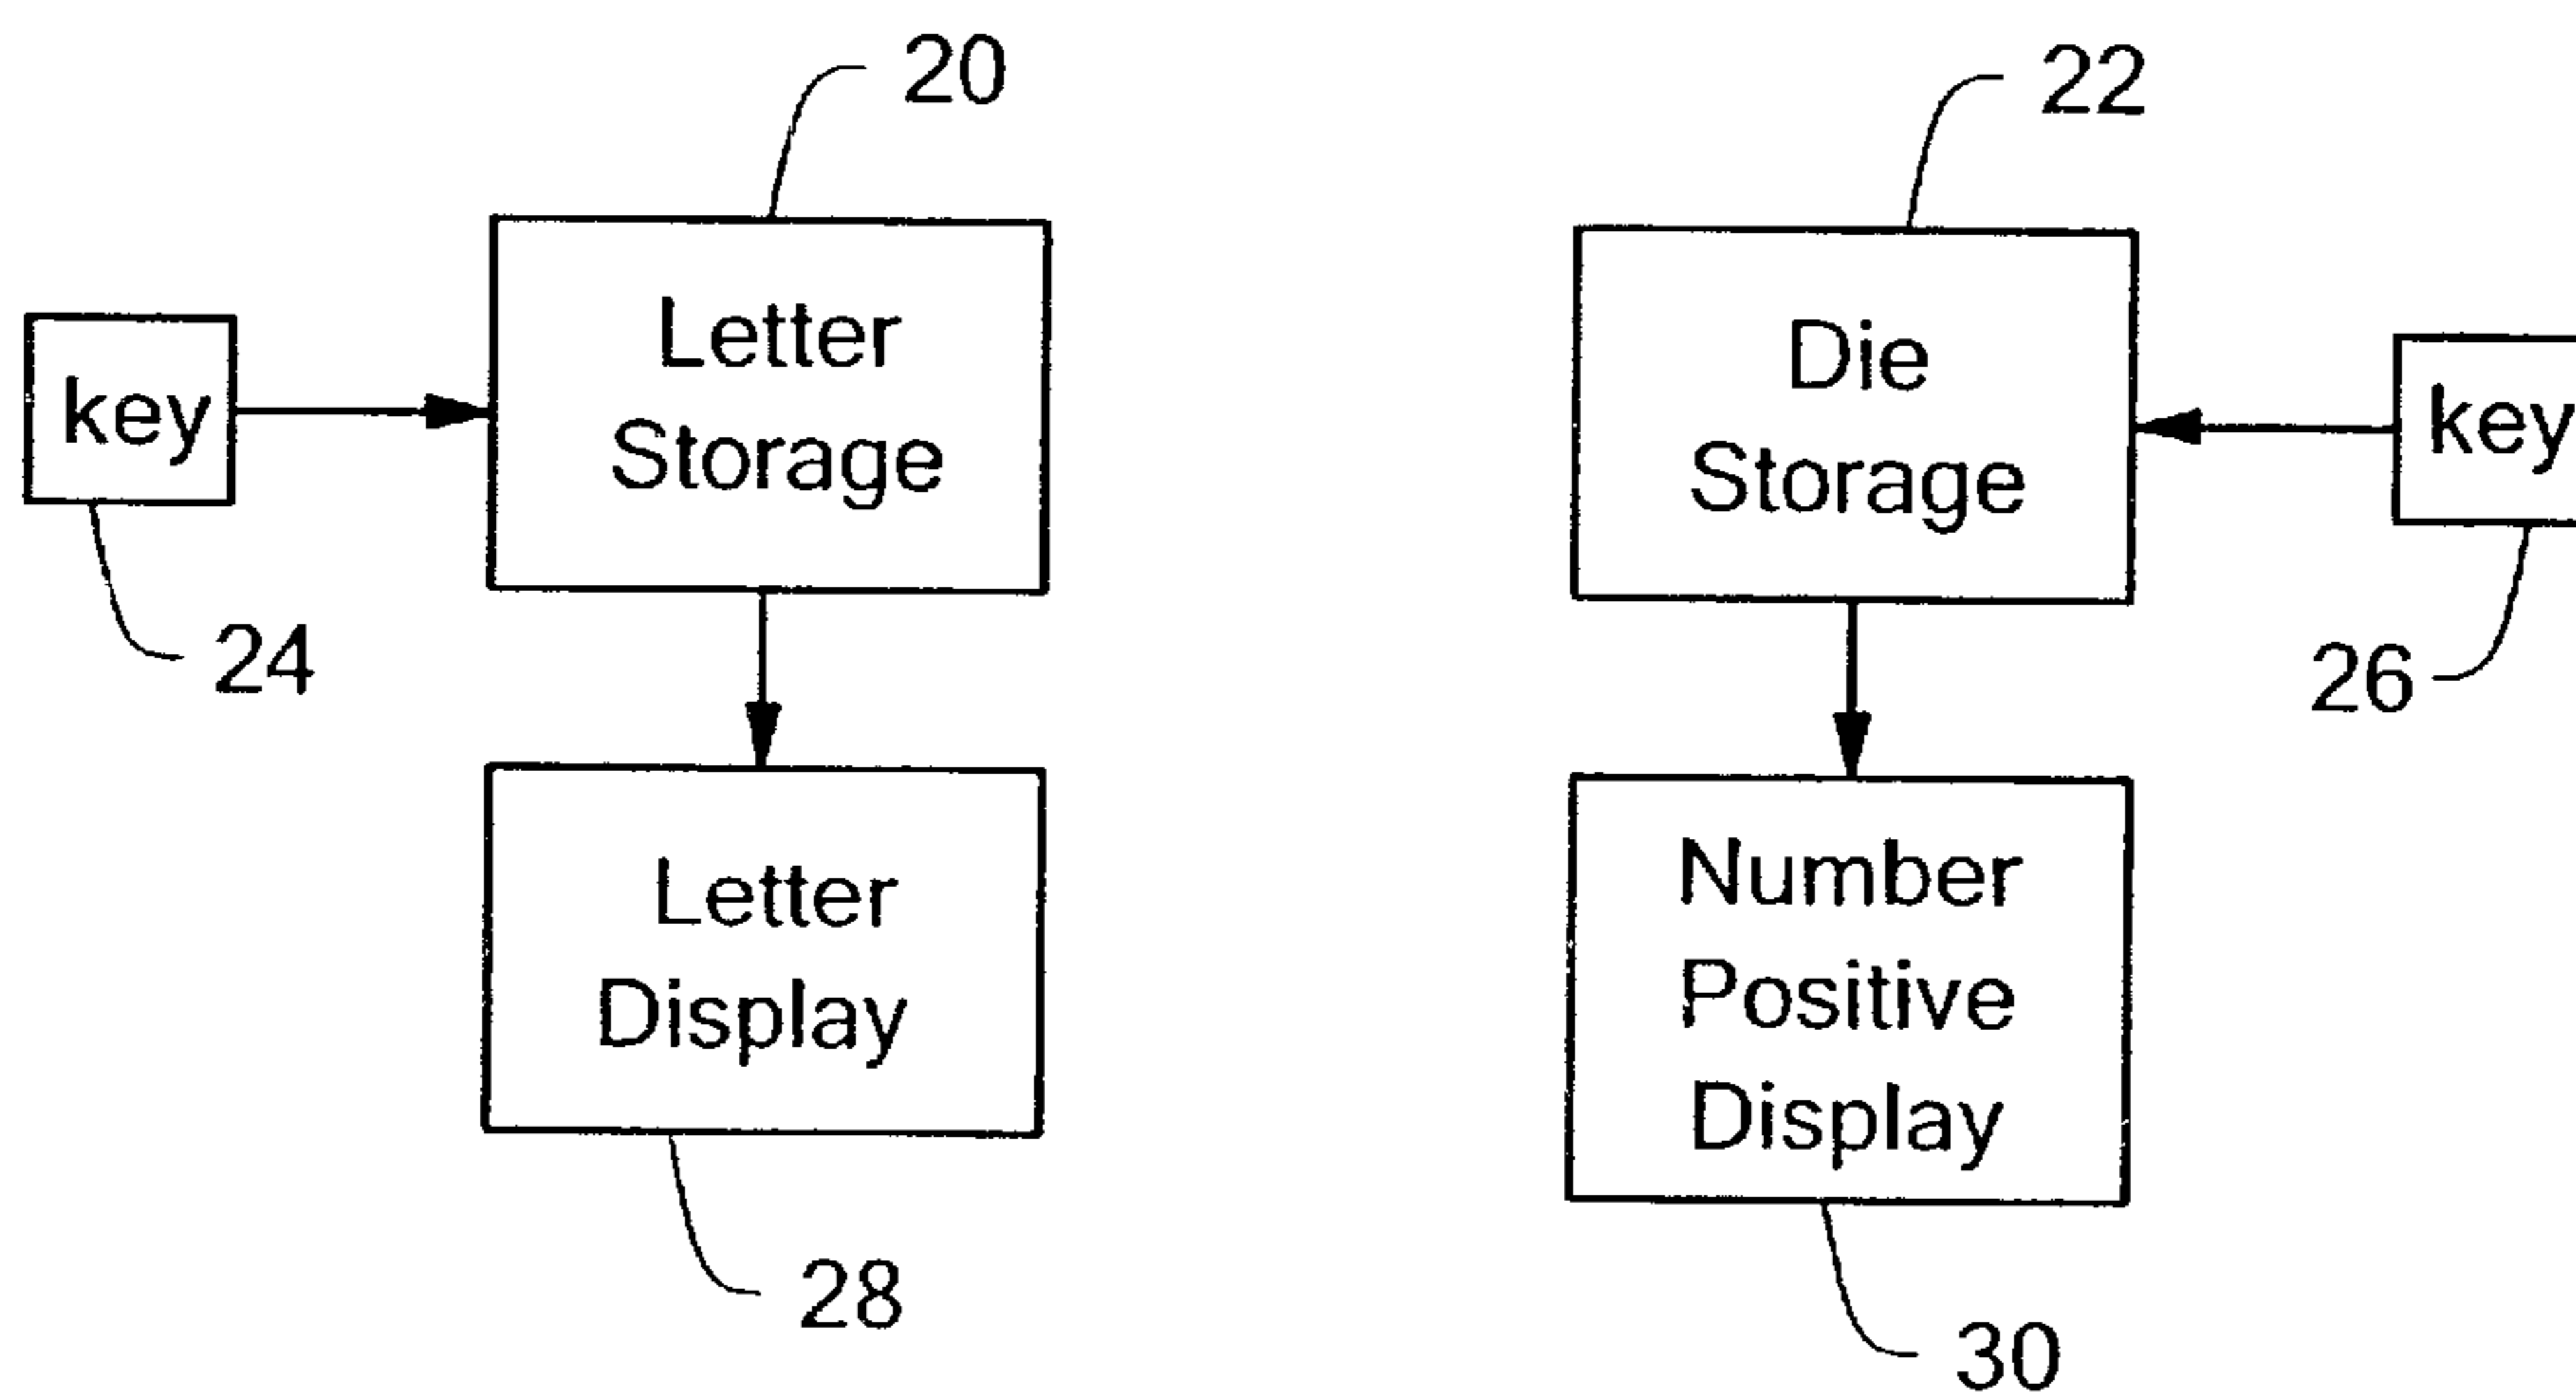 20
22
key
Letter
Storage
Die
Storage
key
24
26
Letter
Display
Number
Positive
Display
28
30